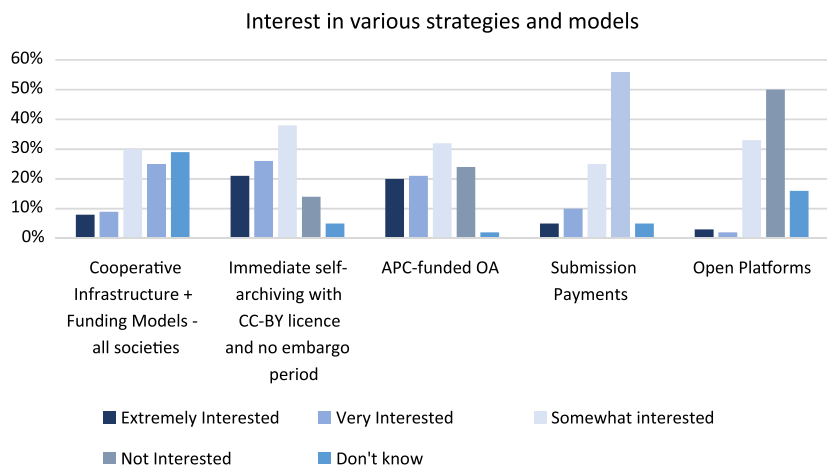 Interest in various strategies and models
60%
50%
40%
30%
20%
10%
0%
Cooperative
Infrastructure +
Funding Models -
all societies
Immediate self-
archiving with
CC-BY licence
and no embargo
period
APC-funded OA
Submission
Payments
Open Platforms
Extremely Interested
Very Interested
Somewhat interested
Not Interested
Don't know